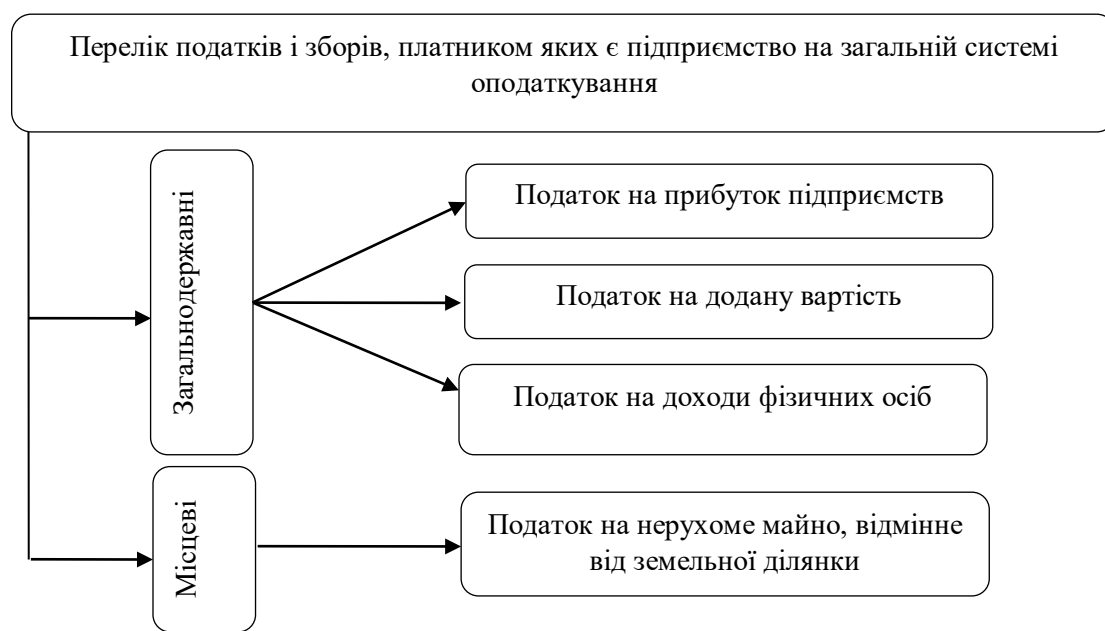 Перелік податків і зборів, платником яких є підприємство на загальній системі
оподаткування
Загальнодержавні
Податок на прибуток підприємств
Податок на додану вартість
Податок на доходи фізичних осіб
Місцеві
Податок на нерухоме майно, відмінне
від земельної ділянки